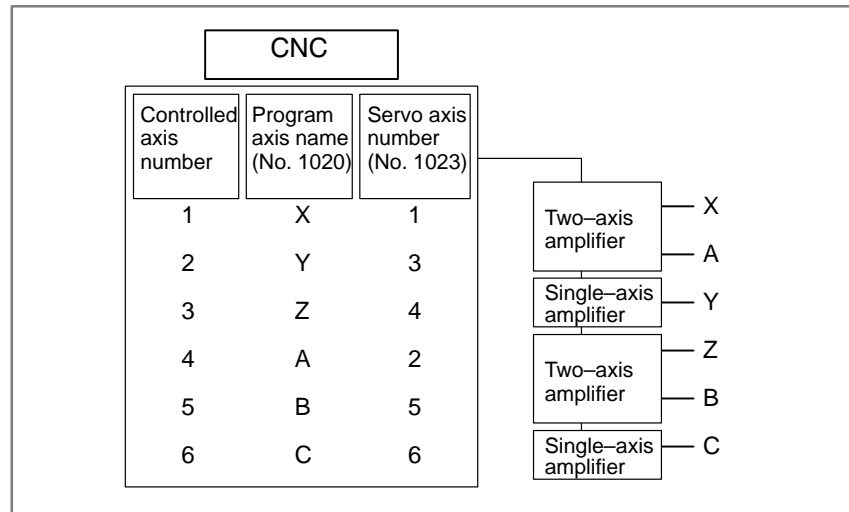 CNC
Controlled
axis
number
Program
axis name
(No. 1020)
Servo axis
number
(No. 1023)
1 X 1
2 Y 3
3 Z 4
4 A 2
5 B 5
6 C 6
Two–axis
amplifier
X
A
Single–axis
amplifier
Y
Two–axis
amplifier
Z
B
Single–axis
amplifier
C